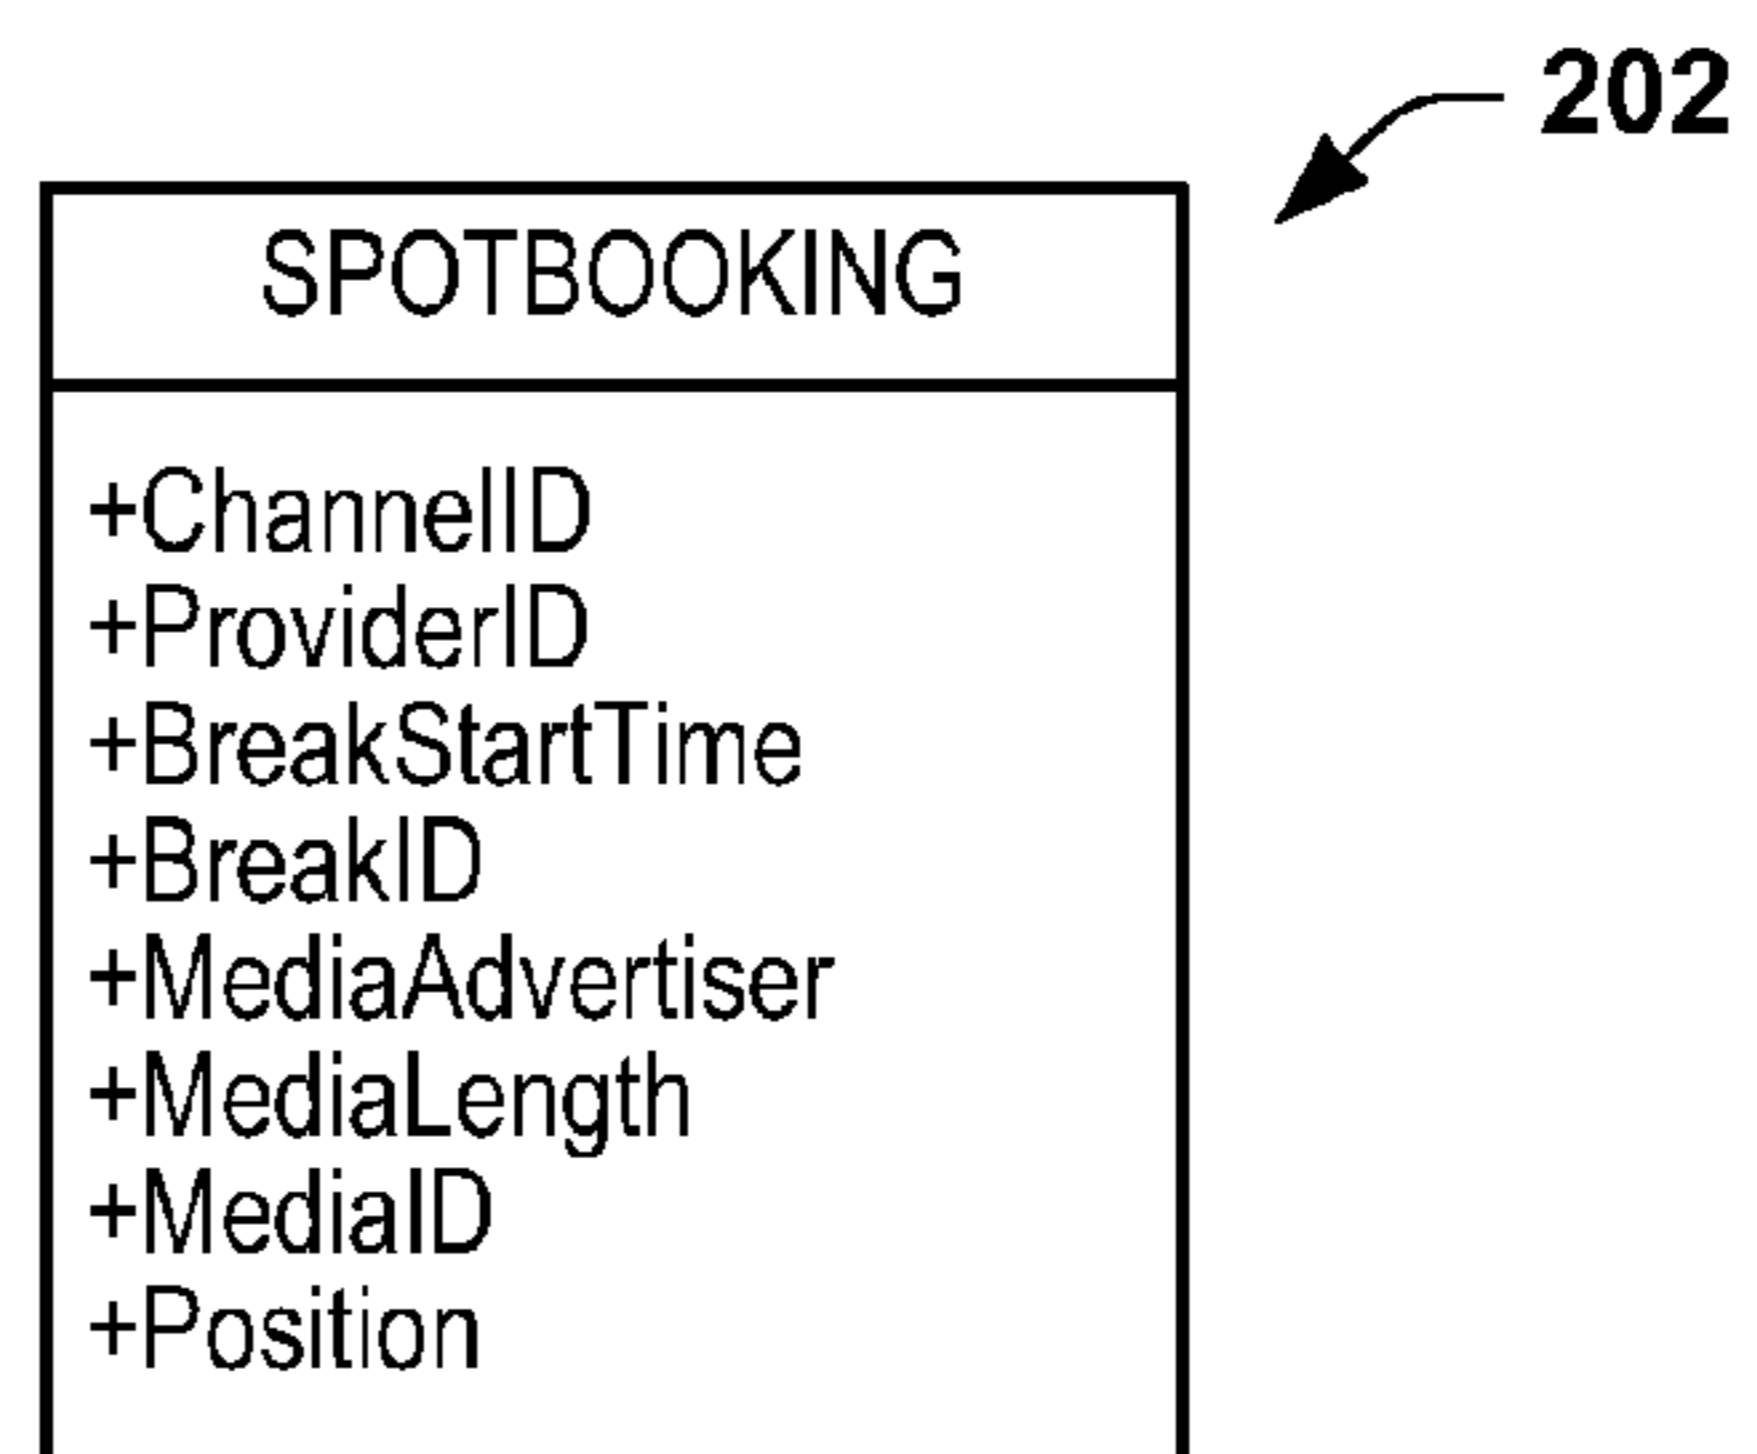 202
SPOTBOOKING
+ChannelID
+ProviderID
+BreakStartTime
+BreakID
+MediaAdvertiser
+MediaLength
+MediaID
+Position